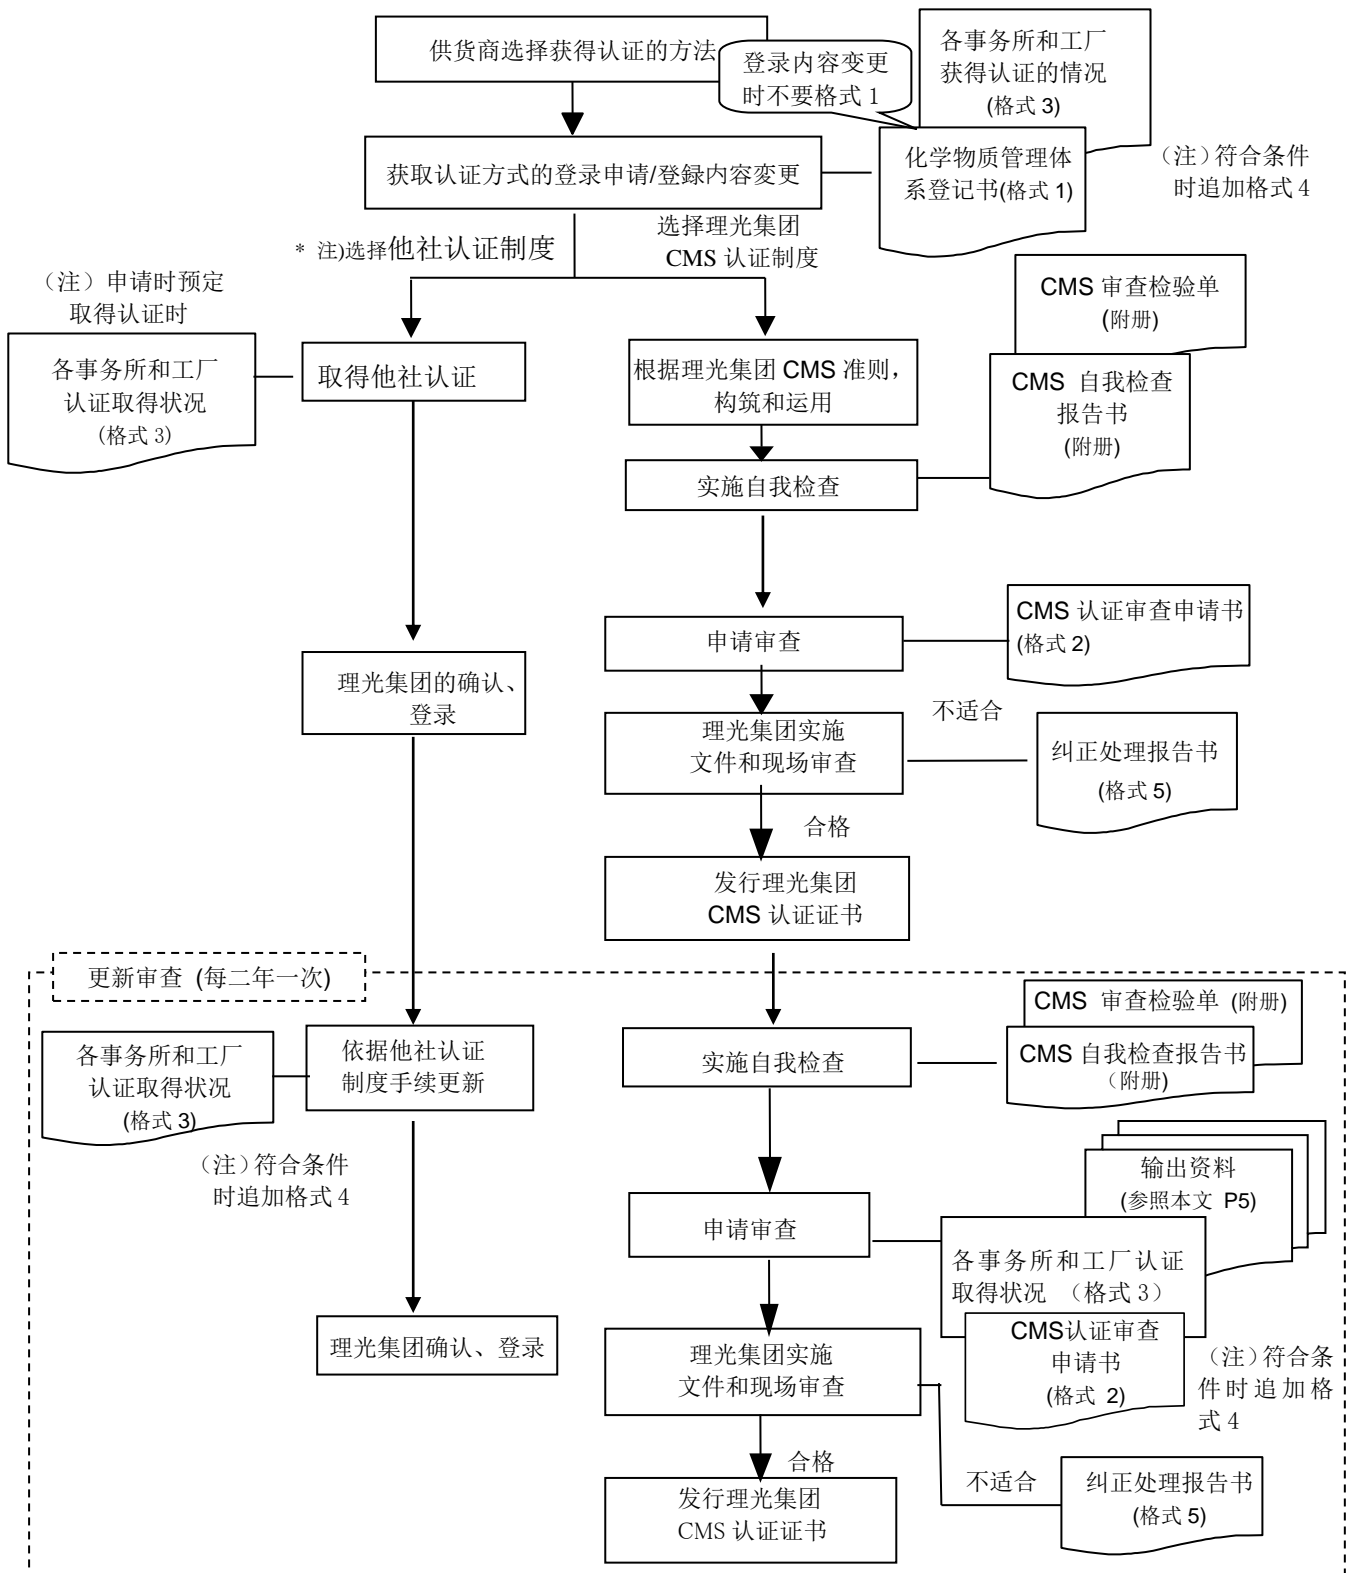 供货商选择获得认证的方法
登录内容变更
时不要格式 1
各事务所和工厂
获得认证的情况
(格式 3)
获取认证方式的登录申请/登録内容変更
化学物质管理体
系登记书(格式 1)
（注）符合条件
时追加格式 4
* 注)选择他社认证制度
选择理光集团
CMS 认证制度
（注）申请时预定
取得认证时
各事务所和工厂
认证取得状况
(格式 3)
取得他社认证
根据理光集团 CMS 准则，
构筑和运用
CMS 审查检验单
(附册)
CMS 自我检查
报告书
(附册)
实施自我检查
申请审查
CMS 认证审查申请书
(格式 2)
理光集团的确认、
登录
理光集团实施
文件和现场审查
不适合
纠正处理报告书
(格式 5)
合格
发行理光集团
CMS 认证证书
更新审查 (每二年一次)
各事务所和工厂
认证取得状况
(格式 3)
依据他社认证
制度手续更新
实施自我检查
CMS 审查检验单 (附册)
CMS 自我检查报告书
（附册)
（注）符合条件
时追加格式 4
申请审查
输出资料
(参照本文 P5)
各事务所和工厂认证
取得状况 （格式 3）
CMS认证审查
申请书
(格式 2)
（注）符合条
件时追加格
式 4
理光集团确认、登录
理光集团实施
文件和现场审查
合格
不适合
纠正处理报告书
(格式 5)
发行理光集团
CMS 认证证书